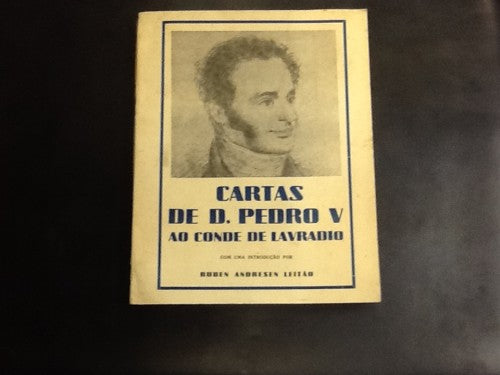 CARTAS
DE D. PEDRO V
AO CONDE DE LAVRADIO
COM UMA INTRODUÇÃO POR
RUBEN ANDRESEN LEITÃO